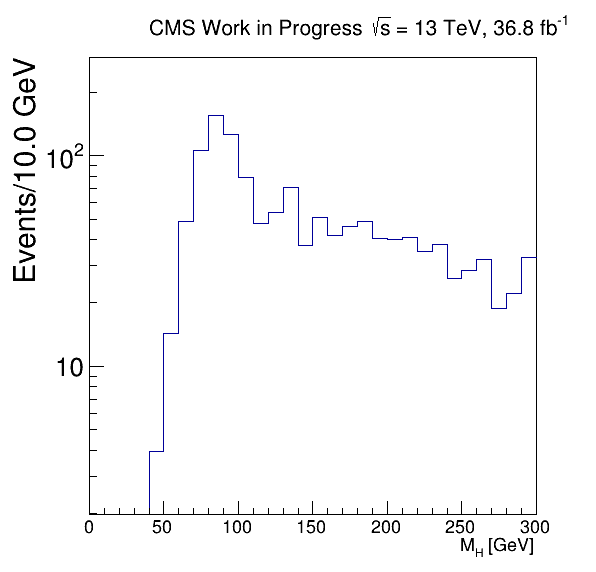 CMS Work in Progress √s = 13 TeV, 36.8 fb⁻¹
Events/10.0 GeV
10²
10
0 50 100 150 200 250 300
M_H [GeV]